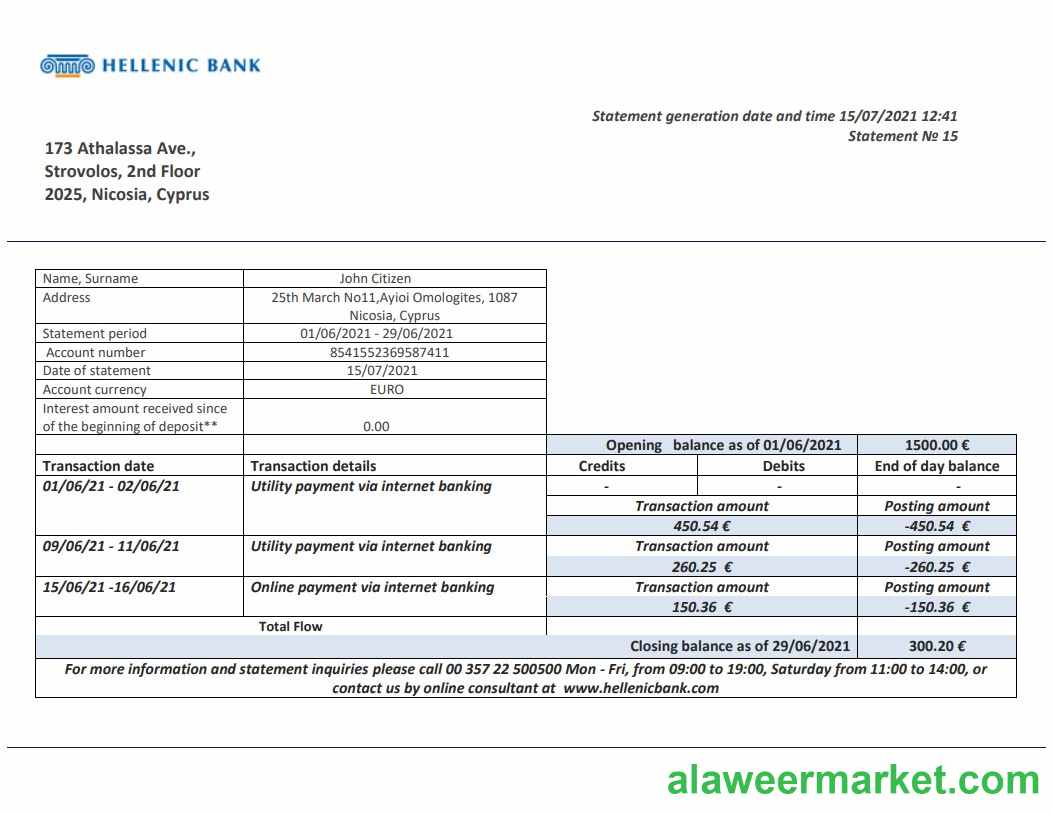 HELLENIC BANK
Statement generation date and time 15/07/2021 12:41
Statement № 15
173 Athalassa Ave.,
Strovolos, 2nd Floor
2025, Nicosia, Cyprus
Name, Surname John Citizen
Address 25th March No11,Ayioi Omologites, 1087
Nicosia, Cyprus
Statement period 01/06/2021 - 29/06/2021
Account number 8541552369587411
Date of statement 15/07/2021
Account currency EURO
Interest amount received since
of the beginning of deposit** 0.00
Opening balance as of 01/06/2021 1500.00 €
Transaction date Transaction details Credits Debits End of day balance
01/06/21 - 02/06/21 Utility payment via internet banking - - -
Transaction amount Posting amount
450.54 € -450.54 €
09/06/21 - 11/06/21 Utility payment via internet banking Transaction amount Posting amount
260.25 € -260.25 €
15/06/21 -16/06/21 Online payment via internet banking Transaction amount Posting amount
150.36 € -150.36 €
Total Flow
Closing balance as of 29/06/2021 300.20 €
For more information and statement inquiries please call 00 357 22 500500 Mon - Fri, from 09:00 to 19:00, Saturday from 11:00 to 14:00, or
contact us by online consultant at www.hellenicbank.com
alaweermarket.com